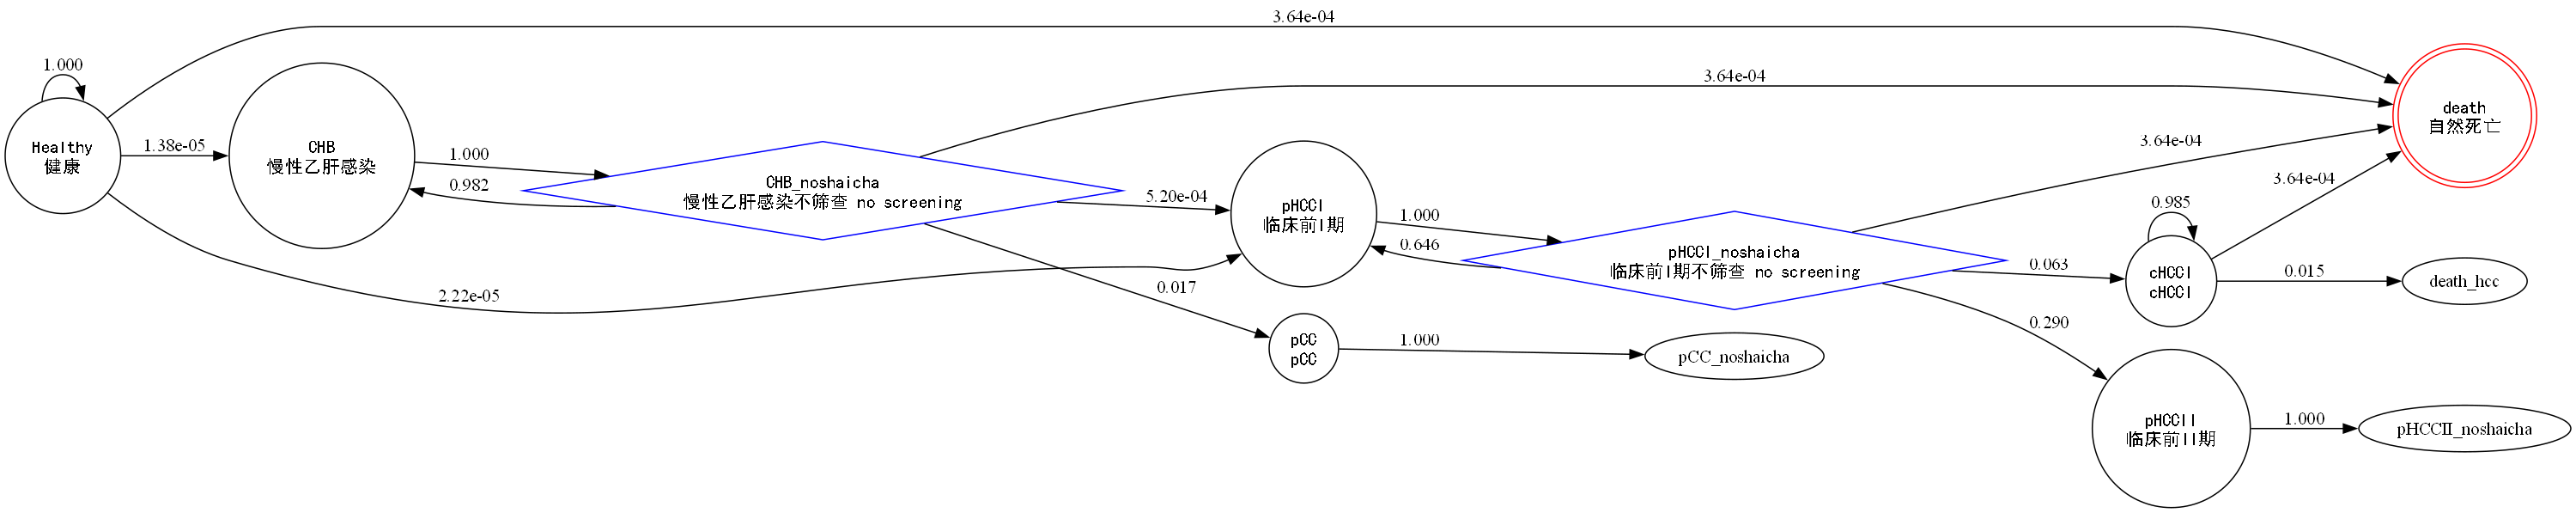 3.64e-04
1.000
3.64e-04
Healthy
健康
1.38e-05
CHB
慢性乙肝感染
1.000
0.982
CHB_noshaicha
慢性乙肝感染不筛查 no screening
5.20e-04
2.22e-05
0.017
pHCCI
临床前I期
1.000
0.646
pCC
pCC
1.000
pCC_noshaicha
pHCCI_noshaicha
临床前I期不筛查 no screening
3.64e-04
0.063
0.290
0.985
cHCCI
cHCCI
3.64e-04
0.015
death
自然死亡
death_hcc
pHCCII
临床前II期
1.000
pHCCII_noshaicha